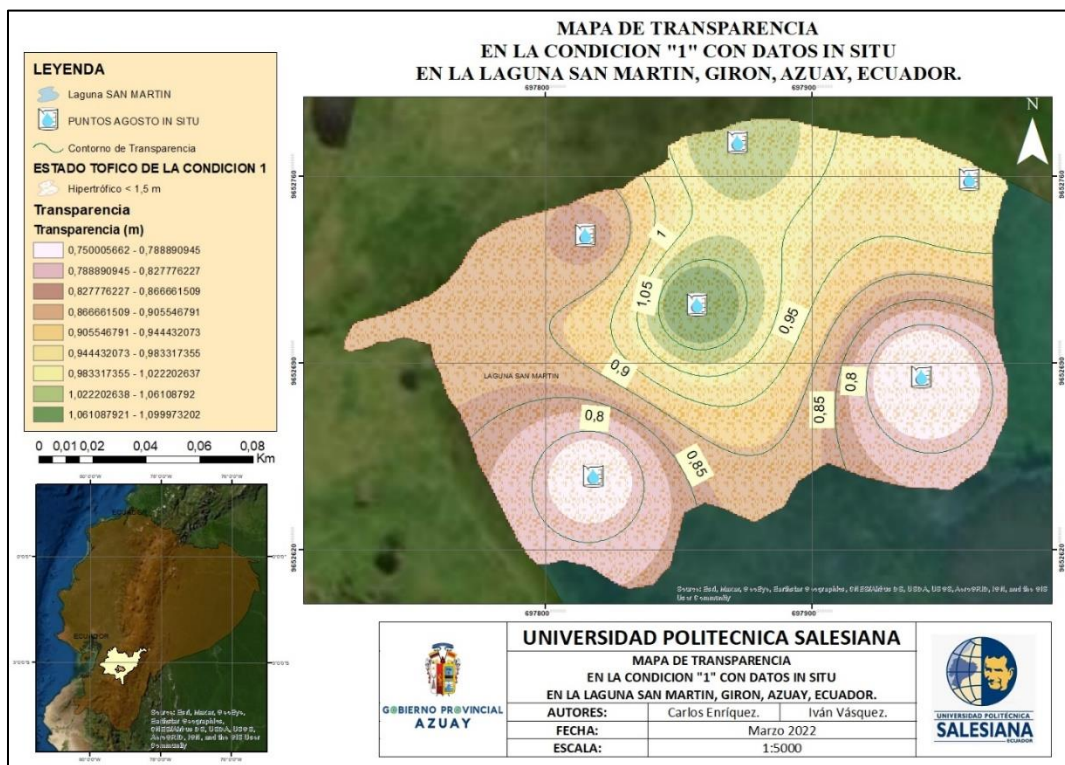 MAPA DE TRANSPARENCIA
EN LA CONDICION "1" CON DATOS IN SITU
EN LA LAGUNA SAN MARTIN, GIRON, AZUAY, ECUADOR.
LEYENDA
Laguna SAN MARTIN
PUNTOS AGOSTO IN SITU
Contorno de Transparencia
ESTADO TOFICO DE LA CONDICION 1
Hipertrófico < 1,5 m
Transparencia
Transparencia (m)
0,750005662 - 0,788890945
0,788890945 - 0,827776227
0,827776227 - 0,866661509
0,866661509 - 0,905546791
0,905546791 - 0,944432073
0,944432073 - 0,983317355
0,983317355 - 1,022202637
1,022202638 - 1,06108792
1,061087921 - 1,099973202
0 0,01 0,02 0,04 0,06 0,08
Km
ECUADOR
697800 697900
N
9652760
9652690
9652620
1
1,05
0,95
0,9
0,85
0,8
0,8
0,85
LAGUNA SAN MARTIN
697800 697900
UNIVERSIDAD POLITECNICA SALESIANA
MAPA DE TRANSPARENCIA
EN LA CONDICION "1" CON DATOS IN SITU
EN LA LAGUNA SAN MARTIN, GIRON, AZUAY, ECUADOR.
AUTORES: Carlos Enríquez. Iván Vásquez.
FECHA: Marzo 2022
ESCALA: 1:5000
GOBIERNO PROVINCIAL
AZUAY
UNIVERSIDAD POLITÉCNICA
SALESIANA
ECUADOR